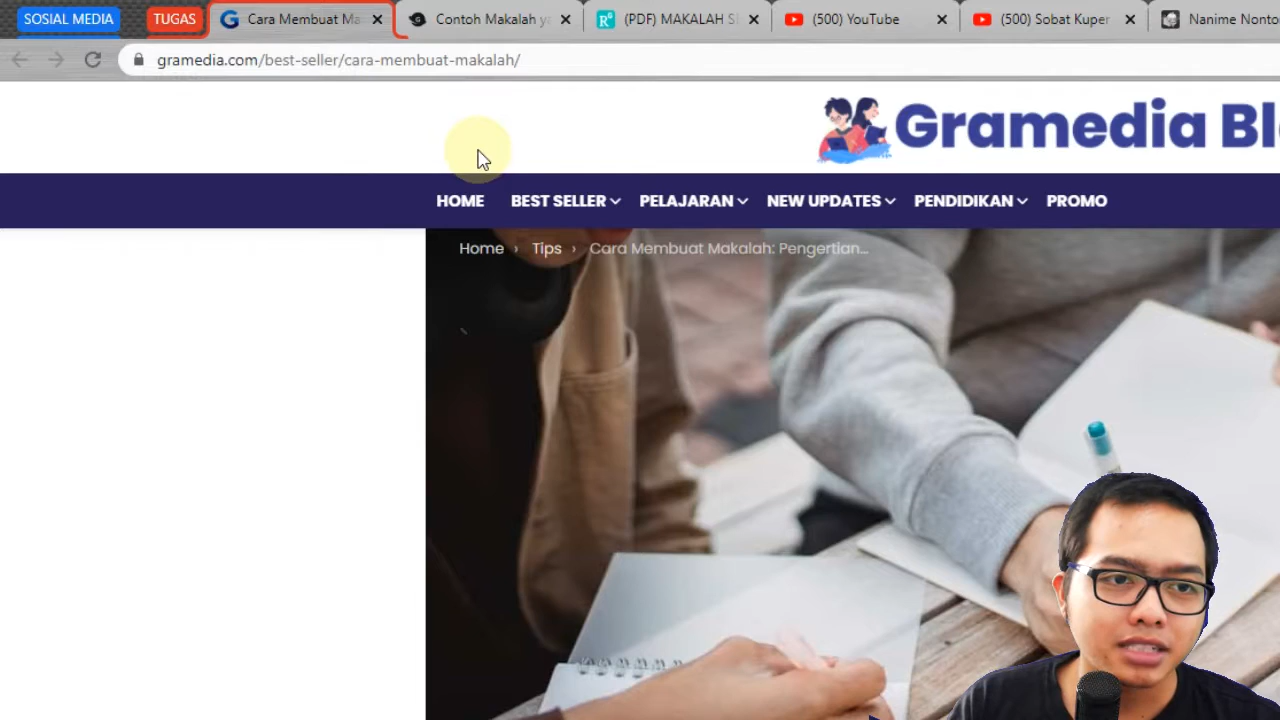 SOSIAL MEDIA TUGAS Cara Membuat Ma Contoh Makalah ya (PDF) MAKALAH S (500) YouTube (500) Sobat Kuper Nanime Nonto
gramedia.com/best-seller/cara-membuat-makalah/
Gramedia Bl
HOME BEST SELLER PELAJARAN NEW UPDATES PENDIDIKAN PROMO
Home › Tips › Cara Membuat Makalah: Pengertian...